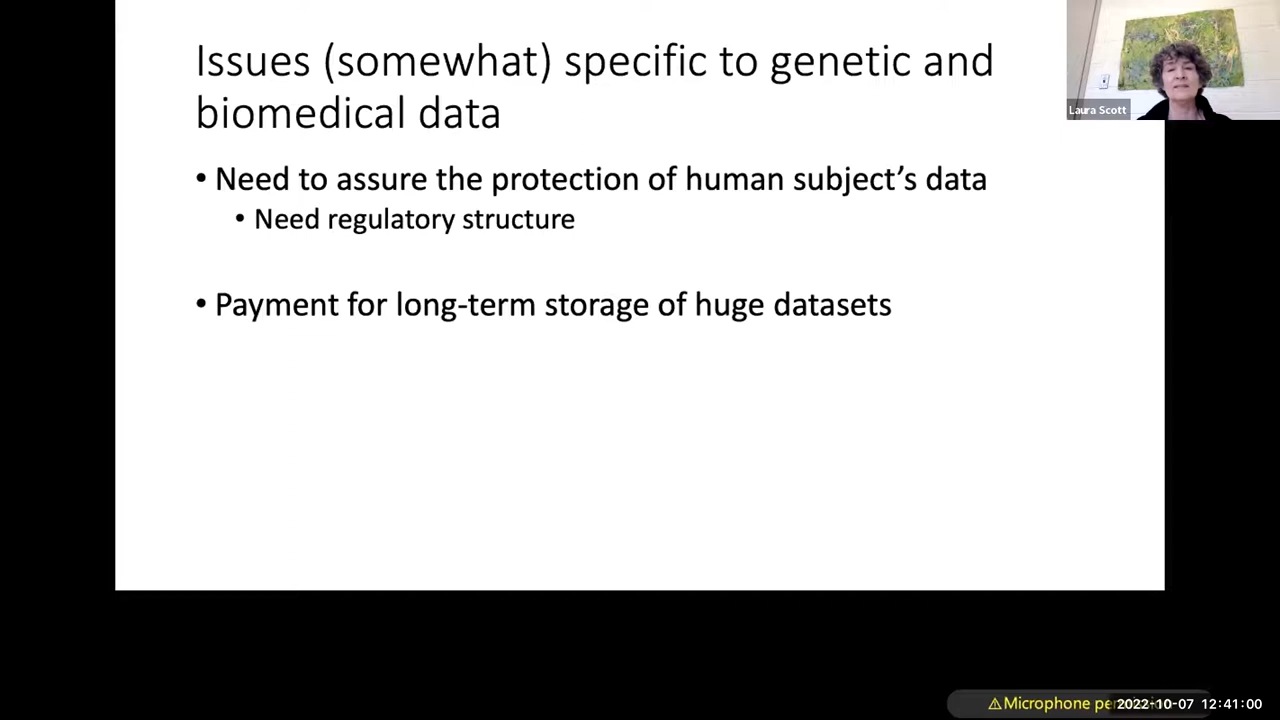 Issues (somewhat) specific to genetic and
biomedical data
• Need to assure the protection of human subject’s data
• Need regulatory structure
• Payment for long-term storage of huge datasets
Laura Scott
⚠Microphone
2022-10-07 12:41:00